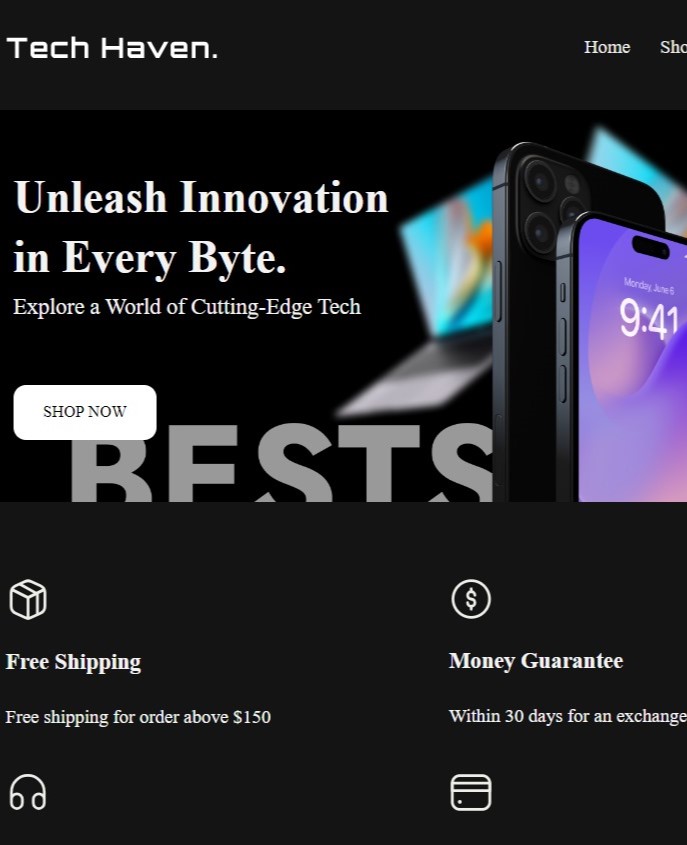 Tech Haven.
Home Sho
Unleash Innovation
in Every Byte.
Explore a World of Cutting-Edge Tech
Monday, June 6
9:41
SHOP NOW
BESTS
Free Shipping
Money Guarantee
Free shipping for order above $150
Within 30 days for an exchange